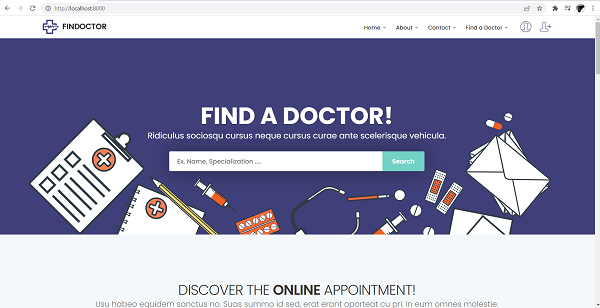 http://localhost:8000
FINDOCTOR
Home
About
Contact
Find a Doctor
FIND A DOCTOR!
Ridiculus sociosqu cursus neque cursus curae ante scelerisque vehicula.
Ex. Name, Specialization ....
Search
DISCOVER THE ONLINE APPOINTMENT!
Usu habeo equidem sanctus no. Suas summo id sed, erat erant oporteat cu pri. In eum omnes molestie.